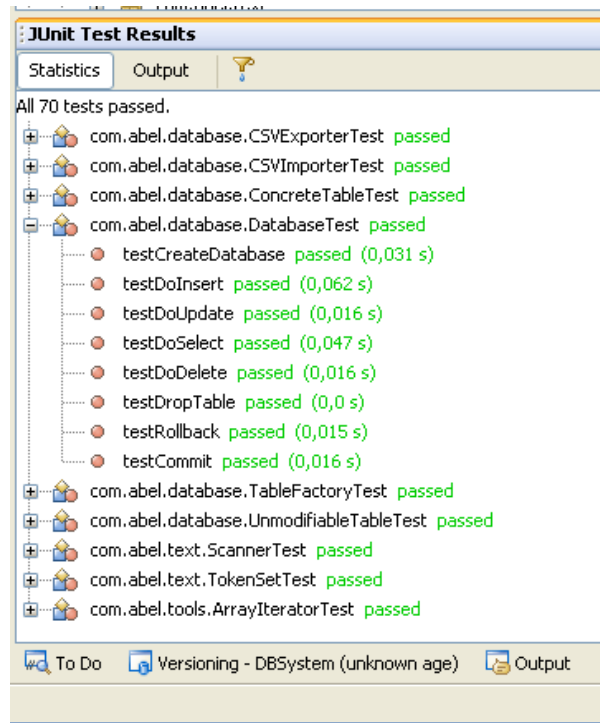 JUnit Test Results
Statistics Output
All 70 tests passed.
com.abel.database.CSVExporterTest passed
com.abel.database.CSVImporterTest passed
com.abel.database.ConcreteTableTest passed
com.abel.database.DatabaseTest passed
testCreateDatabase passed (0,031 s)
testDoInsert passed (0,062 s)
testDoUpdate passed (0,016 s)
testDoSelect passed (0,047 s)
testDoDelete passed (0,016 s)
testDropTable passed (0,0 s)
testRollback passed (0,015 s)
testCommit passed (0,016 s)
com.abel.database.TableFactoryTest passed
com.abel.database.UnmodifiableTableTest passed
com.abel.text.ScannerTest passed
com.abel.text.TokenSetTest passed
com.abel.tools.ArrayIteratorTest passed
To Do Versioning - DBSystem (unknown age) Output